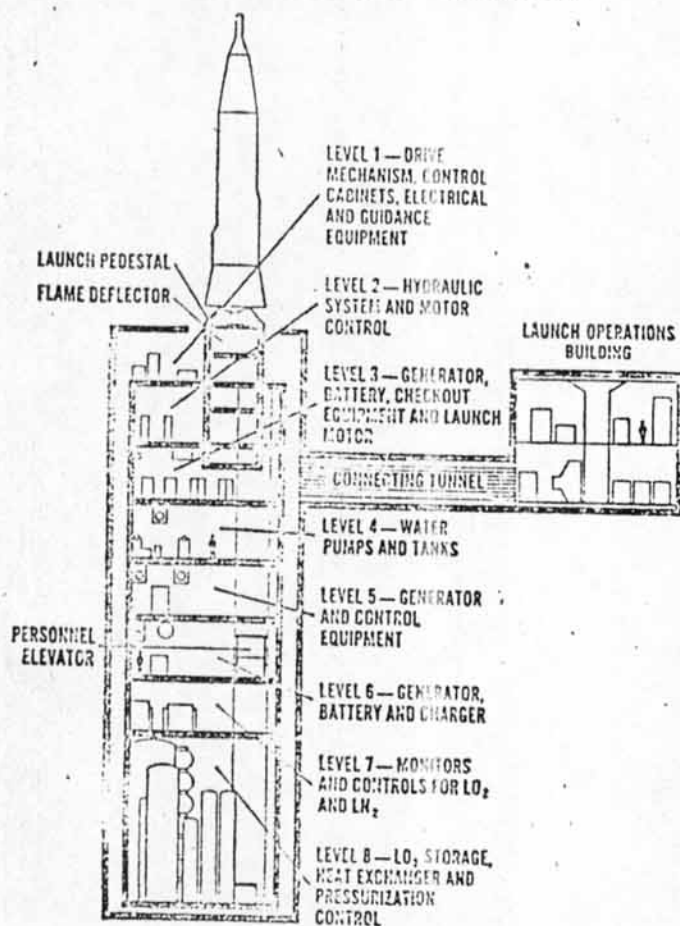 LEVEL 1—DRIVE
MECHANISM, CONTROL
CABINETS, ELECTRICAL
AND GUIDANCE
EQUIPMENT
LAUNCH PEDESTAL
FLAME DEFLECTOR
LEVEL 2—HYDRAULIC
SYSTEM AND MOTOR
CONTROL
LAUNCH OPERATIONS
BUILDING
LEVEL 3—GENERATOR,
BATTERY, CHECKOUT
EQUIPMENT AND LAUNCH
MOTOR
CONNECTING TUNNEL
LEVEL 4—WATER
PUMPS AND TANKS
LEVEL 5—GENERATOR
AND CONTROL
EQUIPMENT
PERSONNEL
ELEVATOR
LEVEL 6—GENERATOR,
BATTERY AND CHARGER
LEVEL 7—MONITORS
AND CONTROLS FOR LO₂
AND LN₂
LEVEL 8—LO₂ STORAGE,
HEAT EXCHANGER AND
PRESSURIZATION
CONTROL